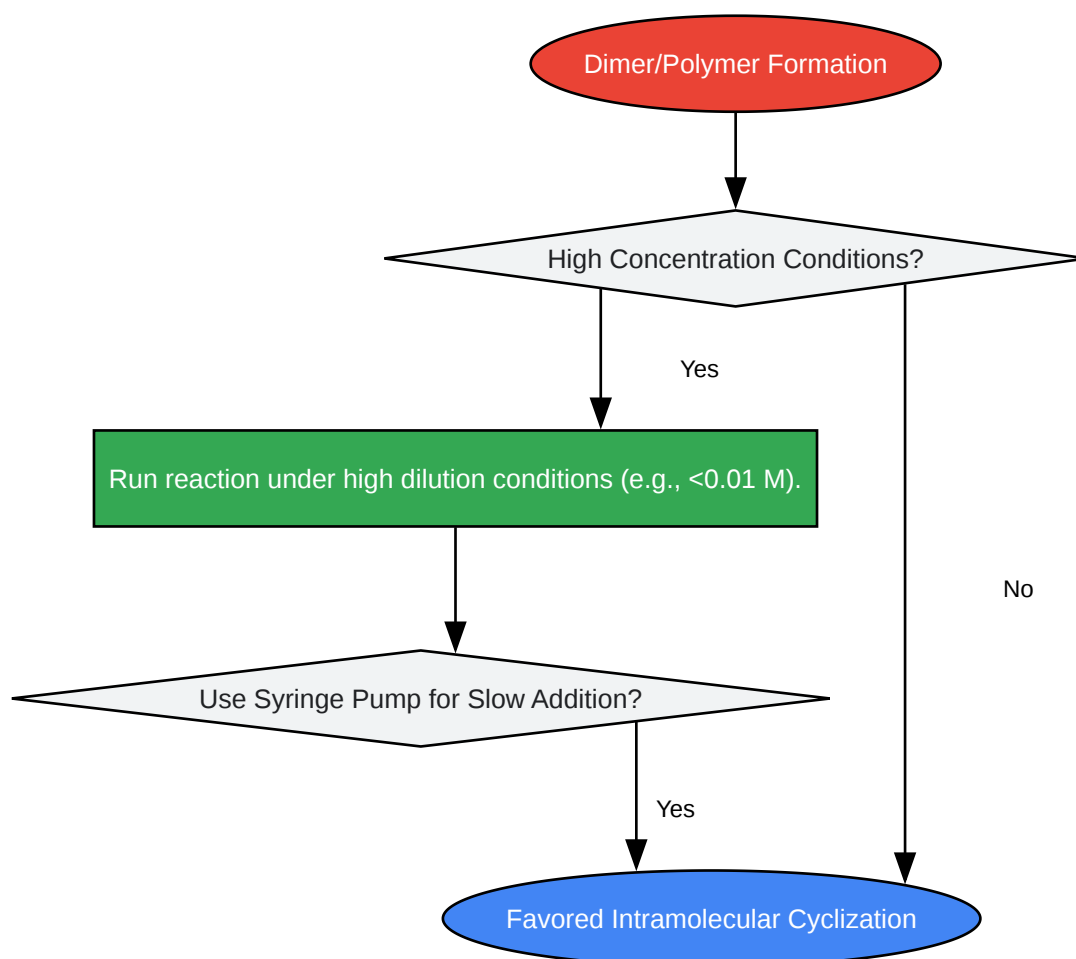 Dimer/Polymer Formation
High Concentration Conditions?
Yes
Run reaction under high dilution conditions (e.g., <0.01 M).
No
Use Syringe Pump for Slow Addition?
Yes
Favored Intramolecular Cyclization